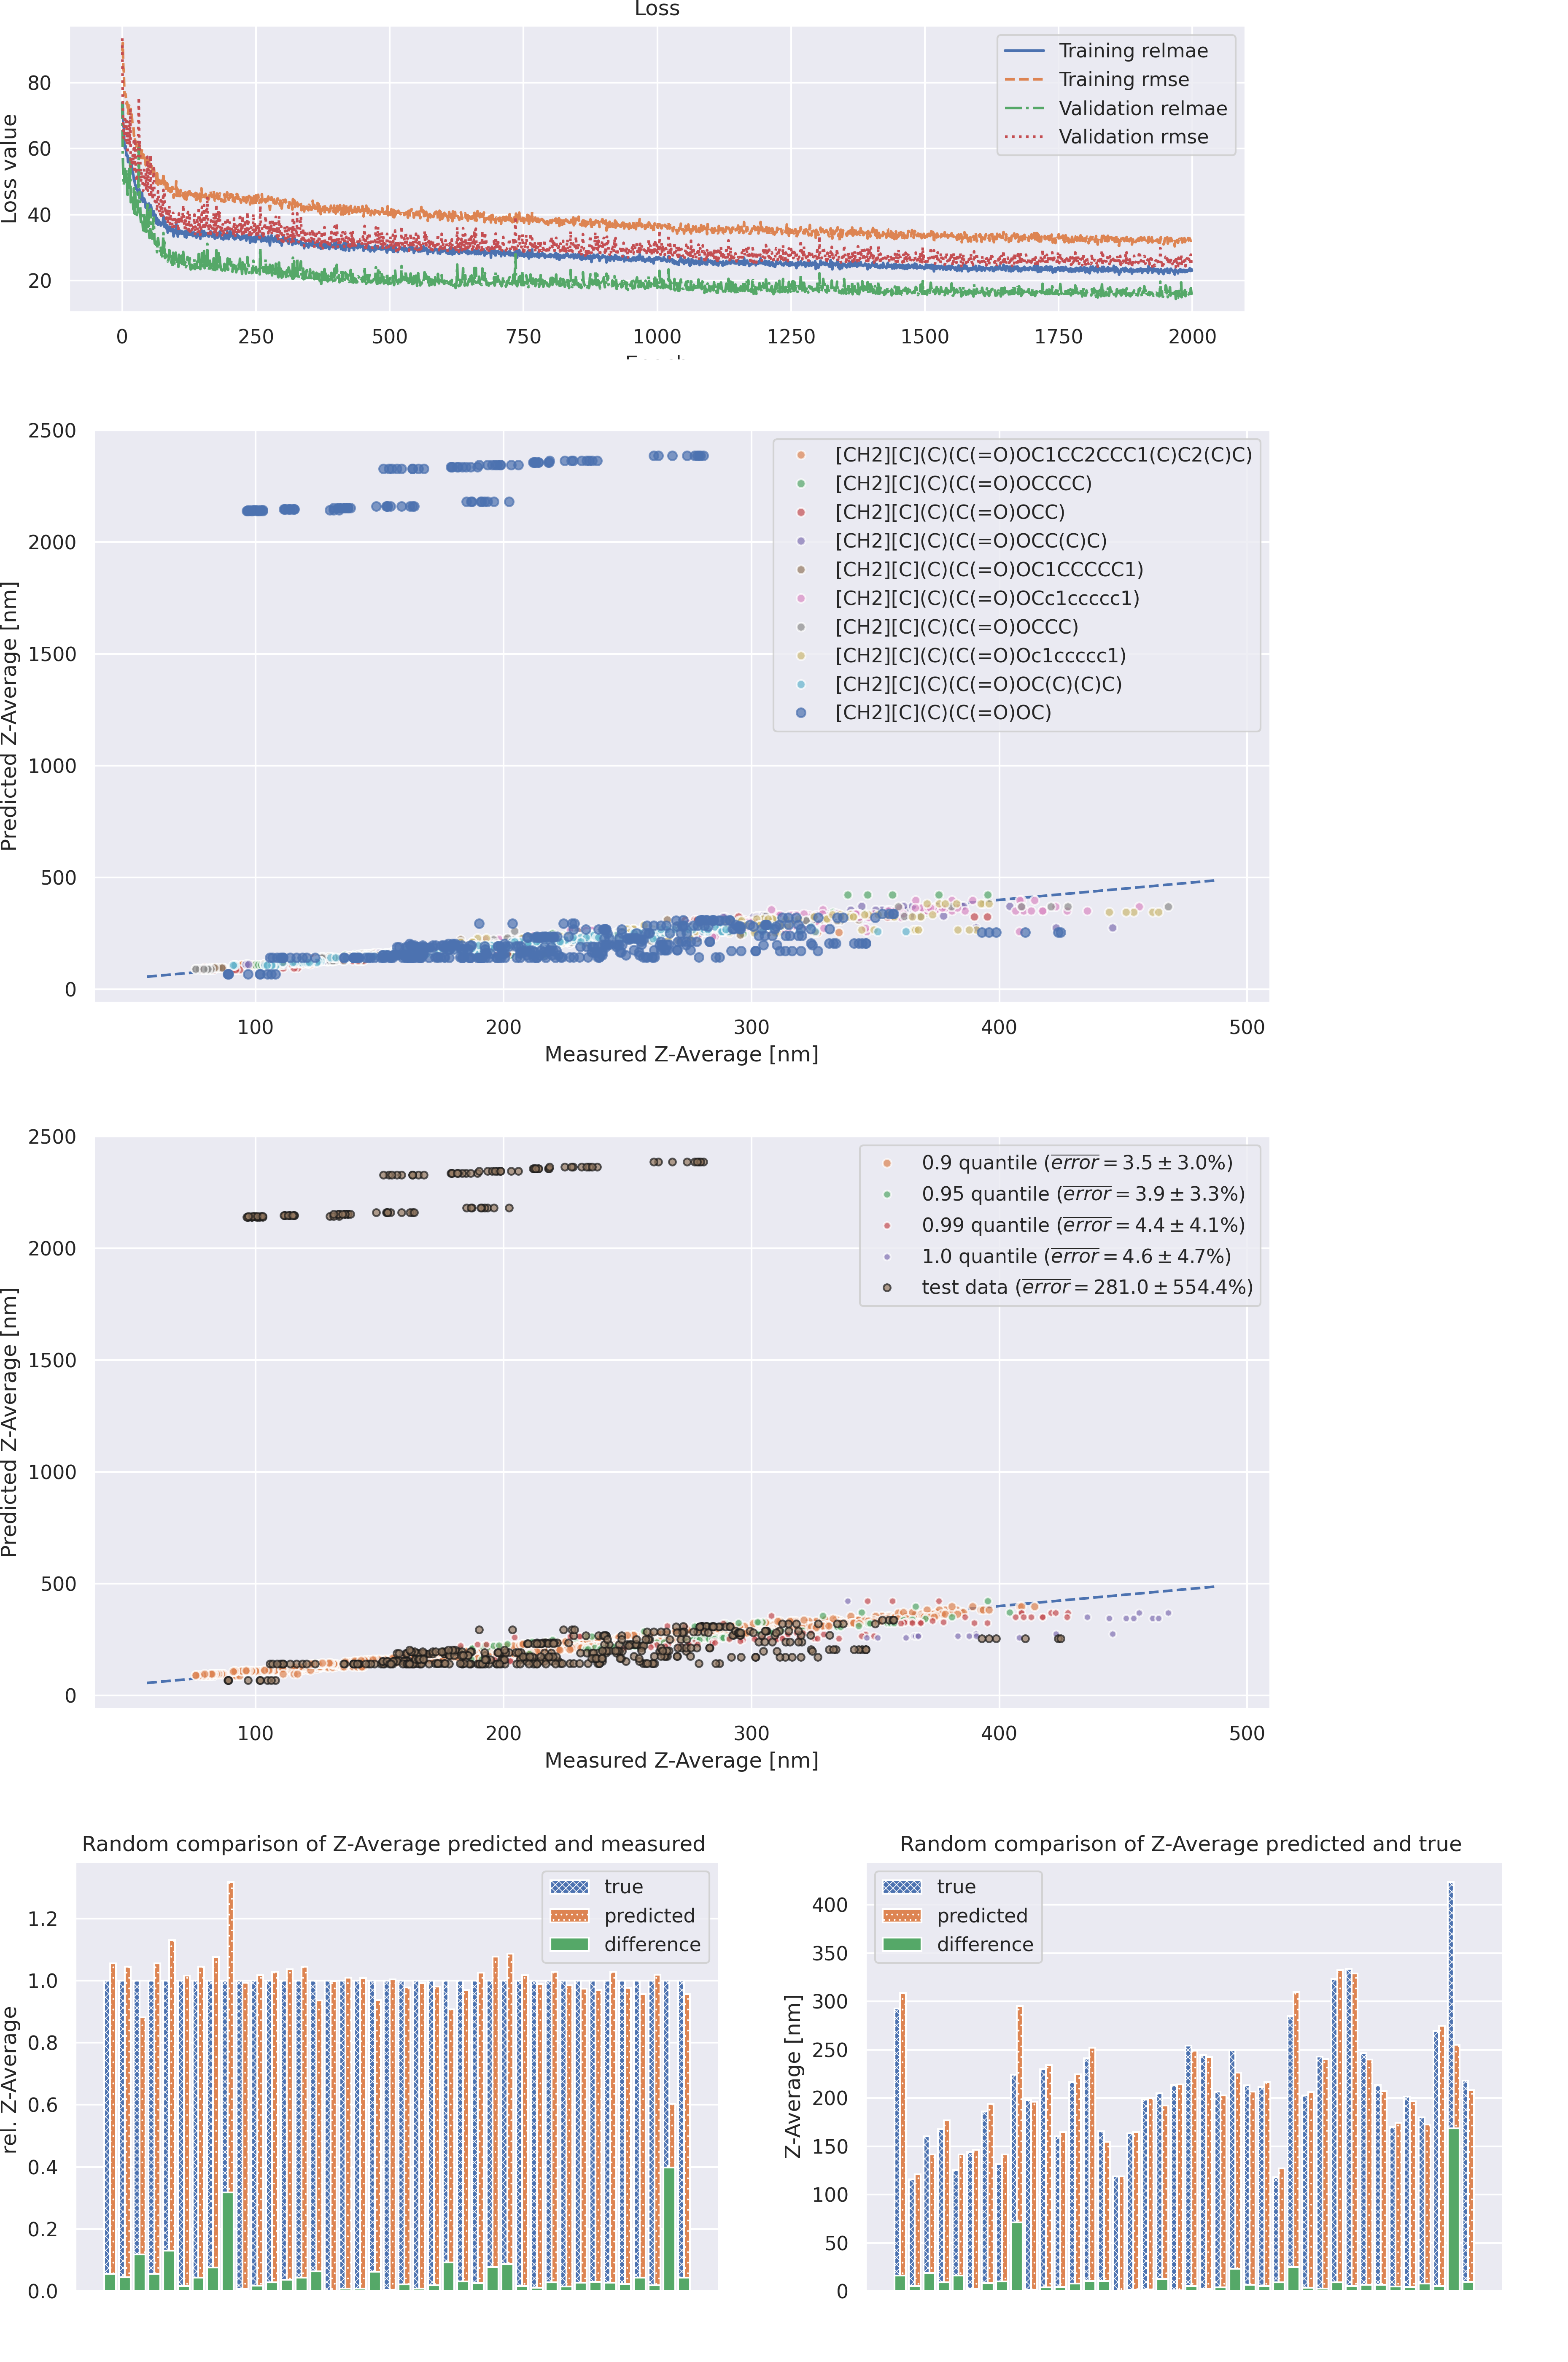 Loss
Loss value
80
60
40
20
Training relmae
Training rmse
Validation relmae
Validation rmse
0 250 500 750 1000 1250 1500 1750 2000
Epoch
Predicted Z-Average [nm]
2500
2000
1500
1000
500
0
[CH2][C](C)(C(=O)OC1CC2CCC1(C)C2(C)C)
[CH2][C](C)(C(=O)OCCCC)
[CH2][C](C)(C(=O)OCC)
[CH2][C](C)(C(=O)OCC(C)C)
[CH2][C](C)(C(=O)OC1CCCCC1)
[CH2][C](C)(C(=O)OCc1ccccc1)
[CH2][C](C)(C(=O)OCCC)
[CH2][C](C)(C(=O)Oc1ccccc1)
[CH2][C](C)(C(=O)OC(C)(C)C)
[CH2][C](C)(C(=O)OC)
100 200 300 400 500
Measured Z-Average [nm]
Predicted Z-Average [nm]
2500
2000
1500
1000
500
0
0.9 quantile (error = 3.5 ± 3.0%)
0.95 quantile (error = 3.9 ± 3.3%)
0.99 quantile (error = 4.4 ± 4.1%)
1.0 quantile (error = 4.6 ± 4.7%)
test data (error = 281.0 ± 554.4%)
100 200 300 400 500
Measured Z-Average [nm]
Random comparison of Z-Average predicted and measured
rel. Z-Average
1.2
1.0
0.8
0.6
0.4
0.2
0.0
true
predicted
difference
Random comparison of Z-Average predicted and true
Z-Average [nm]
400
350
300
250
200
150
100
50
0
true
predicted
difference